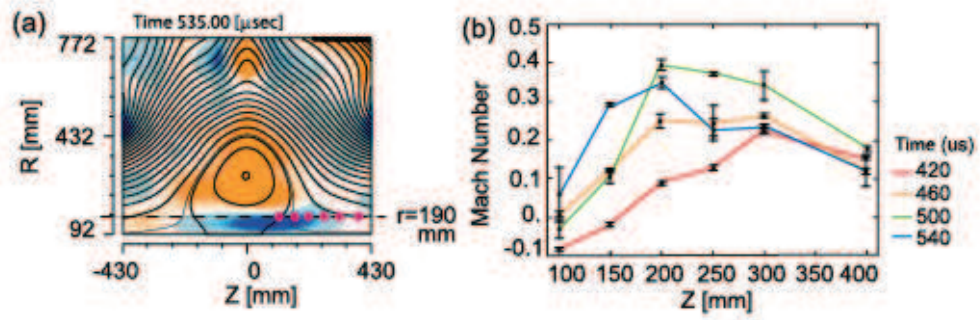 (a)
Time 535.00 [μsec]
772
432
92
R [mm]
-430
0
430
Z [mm]
r=190
mm
(b)
0.5
0.4
0.3
0.2
0.1
0.
-0.1
Mach Number
100 150 200 250 300 350 400
Z [mm]
Time (us)
420
460
500
540